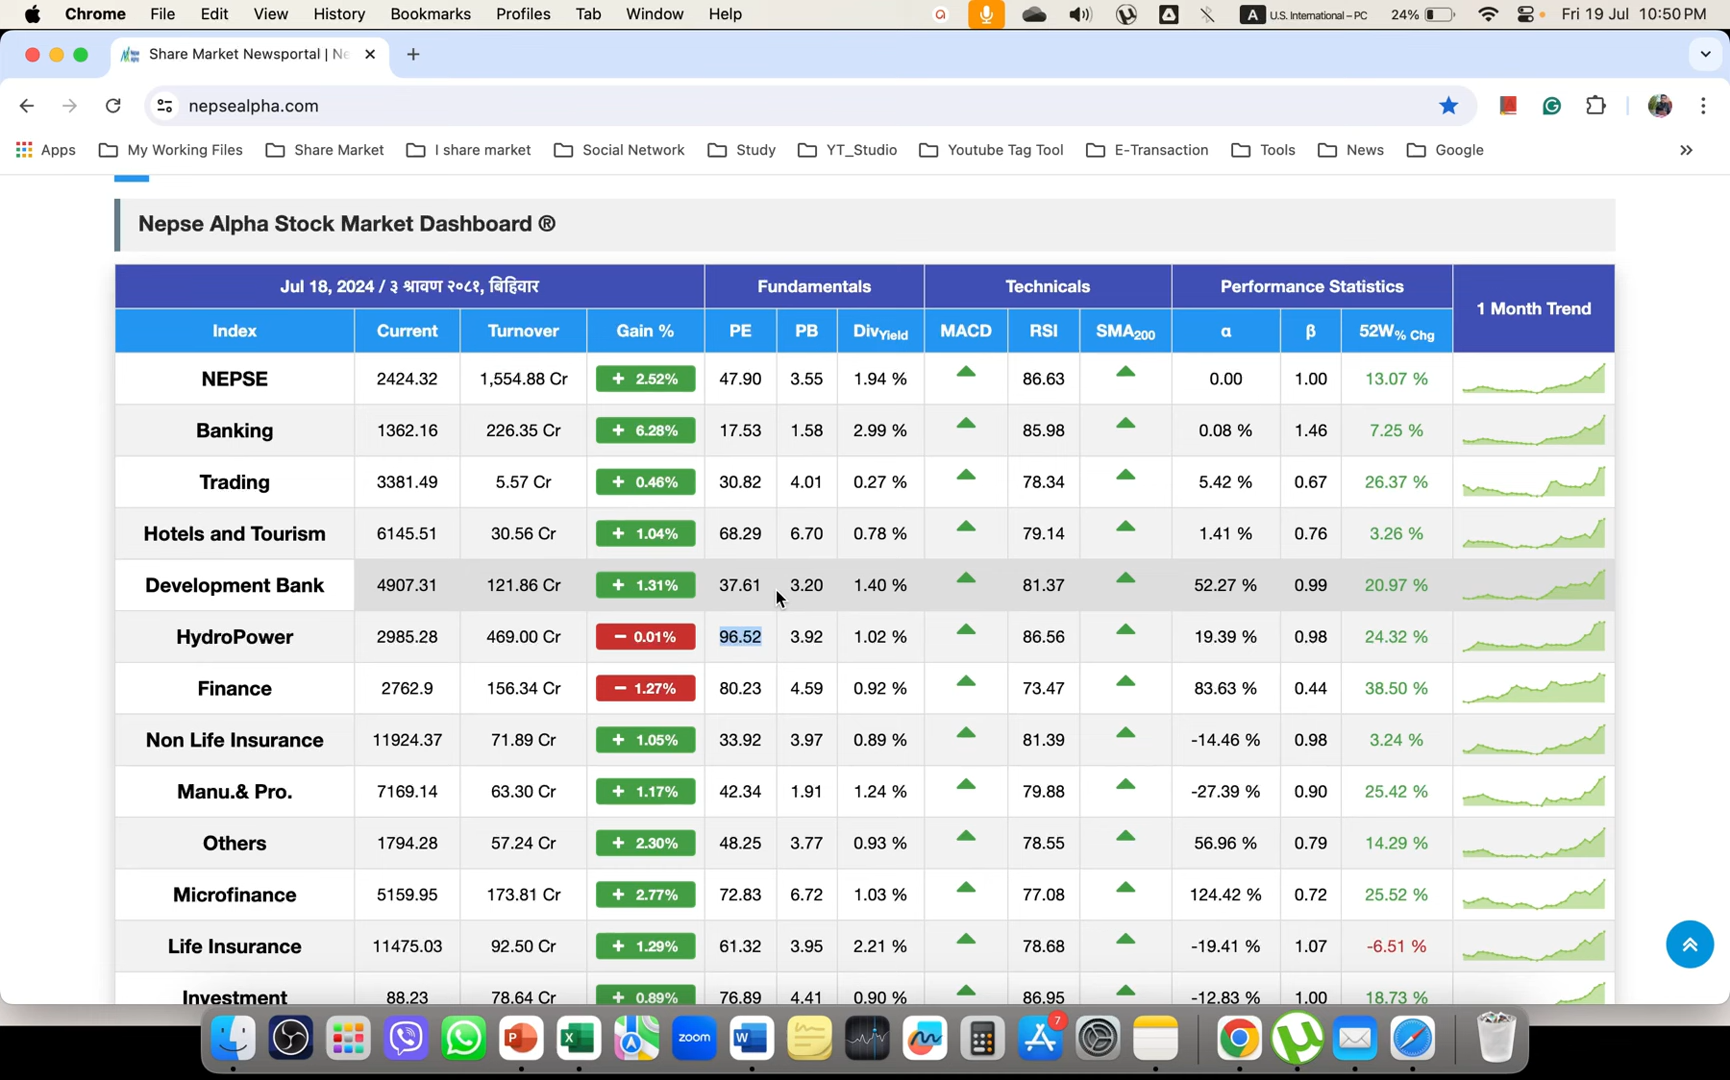 Chrome File Edit View History Bookmarks Profiles Tab Window Help A U.S. International – PC 24% Fri 19 Jul 10:50 PM
Share Market Newsportal | Ne
nepsealpha.com
Apps My Working Files Share Market I share market Social Network Study YT_Studio Youtube Tag Tool E-Transaction Tools News Google
Nepse Alpha Stock Market Dashboard ®
Jul 18, 2024 / ३ श्रावण २०८१, बिहिवार Fundamentals Technicals Performance Statistics 1 Month Trend
Index Current Turnover Gain % PE PB DivYield MACD RSI SMA200 α β 52W% Chg
NEPSE 2424.32 1,554.88 Cr + 2.52% 47.90 3.55 1.94 % 86.63 0.00 1.00 13.07 %
Banking 1362.16 226.35 Cr + 6.28% 17.53 1.58 2.99 % 85.98 0.08 % 1.46 7.25 %
Trading 3381.49 5.57 Cr + 0.46% 30.82 4.01 0.27 % 78.34 5.42 % 0.67 26.37 %
Hotels and Tourism 6145.51 30.56 Cr + 1.04% 68.29 6.70 0.78 % 79.14 1.41 % 0.76 3.26 %
Development Bank 4907.31 121.86 Cr + 1.31% 37.61 3.20 1.40 % 81.37 52.27 % 0.99 20.97 %
HydroPower 2985.28 469.00 Cr − 0.01% 96.52 3.92 1.02 % 86.56 19.39 % 0.98 24.32 %
Finance 2762.9 156.34 Cr − 1.27% 80.23 4.59 0.92 % 73.47 83.63 % 0.44 38.50 %
Non Life Insurance 11924.37 71.89 Cr + 1.05% 33.92 3.97 0.89 % 81.39 -14.46 % 0.98 3.24 %
Manu.& Pro. 7169.14 63.30 Cr + 1.17% 42.34 1.91 1.24 % 79.88 -27.39 % 0.90 25.42 %
Others 1794.28 57.24 Cr + 2.30% 48.25 3.77 0.93 % 78.55 56.96 % 0.79 14.29 %
Microfinance 5159.95 173.81 Cr + 2.77% 72.83 6.72 1.03 % 77.08 124.42 % 0.72 25.52 %
Life Insurance 11475.03 92.50 Cr + 1.29% 61.32 3.95 2.21 % 78.68 -19.41 % 1.07 -6.51 %
Investment 88.23 78.64 Cr + 0.89% 76.89 4.41 0.90 % 86.95 -12.83 % 1.00 18.73 %
P X zoom W 7